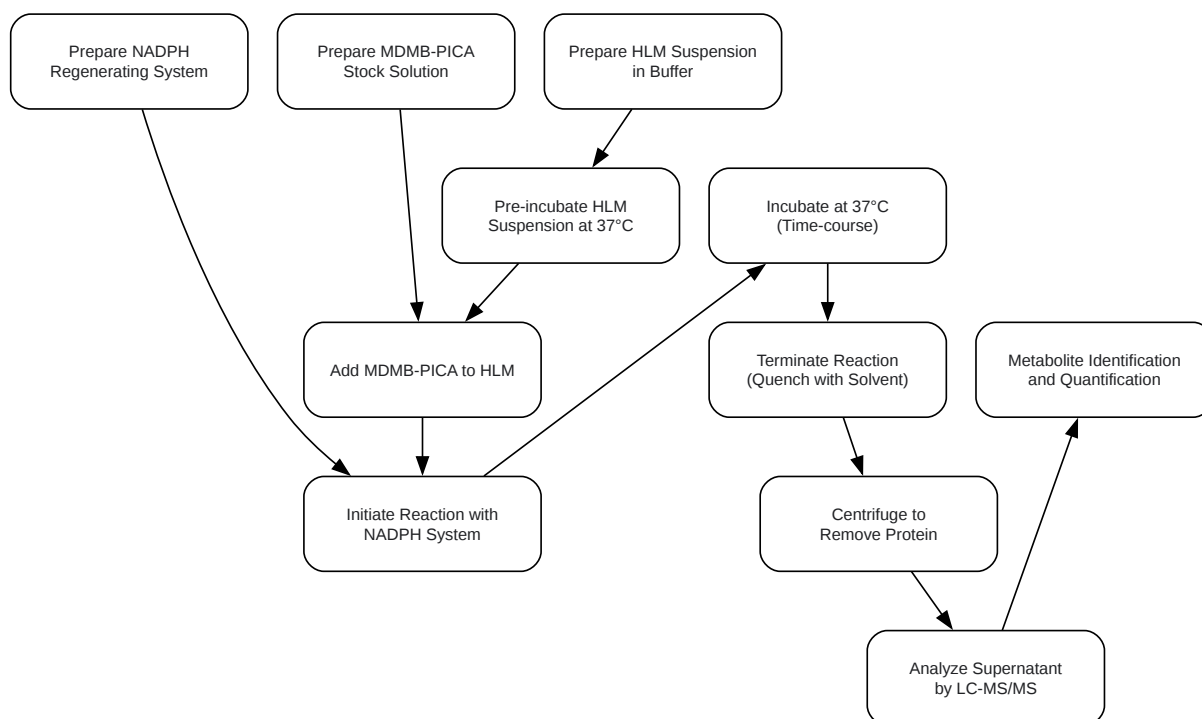 Prepare NADPH
Regenerating System
Prepare MDMB-PICA
Stock Solution
Prepare HLM Suspension
in Buffer
Pre-incubate HLM
Suspension at 37°C
Incubate at 37°C
(Time-course)
Add MDMB-PICA to HLM
Terminate Reaction
(Quench with Solvent)
Metabolite Identification
and Quantification
Initiate Reaction with
NADPH System
Centrifuge to
Remove Protein
Analyze Supernatant
by LC-MS/MS